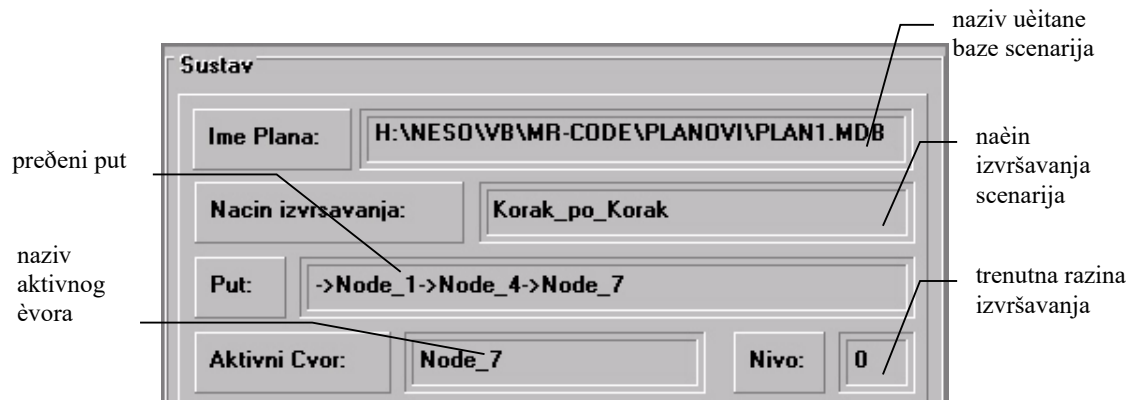 naziv uèitane
baze scenarija
Sustav
Ime Plana:
H:\NESO\VB\MR-CODE\PLANOVI\PLAN1.MDB
naèin
izvršavanja
scenarija
preðeni put
Nacin izvrsavanja:
Korak_po_Korak
naziv
aktivnog
èvora
Put:
->Node_1->Node_4->Node_7
trenutna razina
izvršavanja
Aktivni Cvor:
Node_7
Nivo:
0